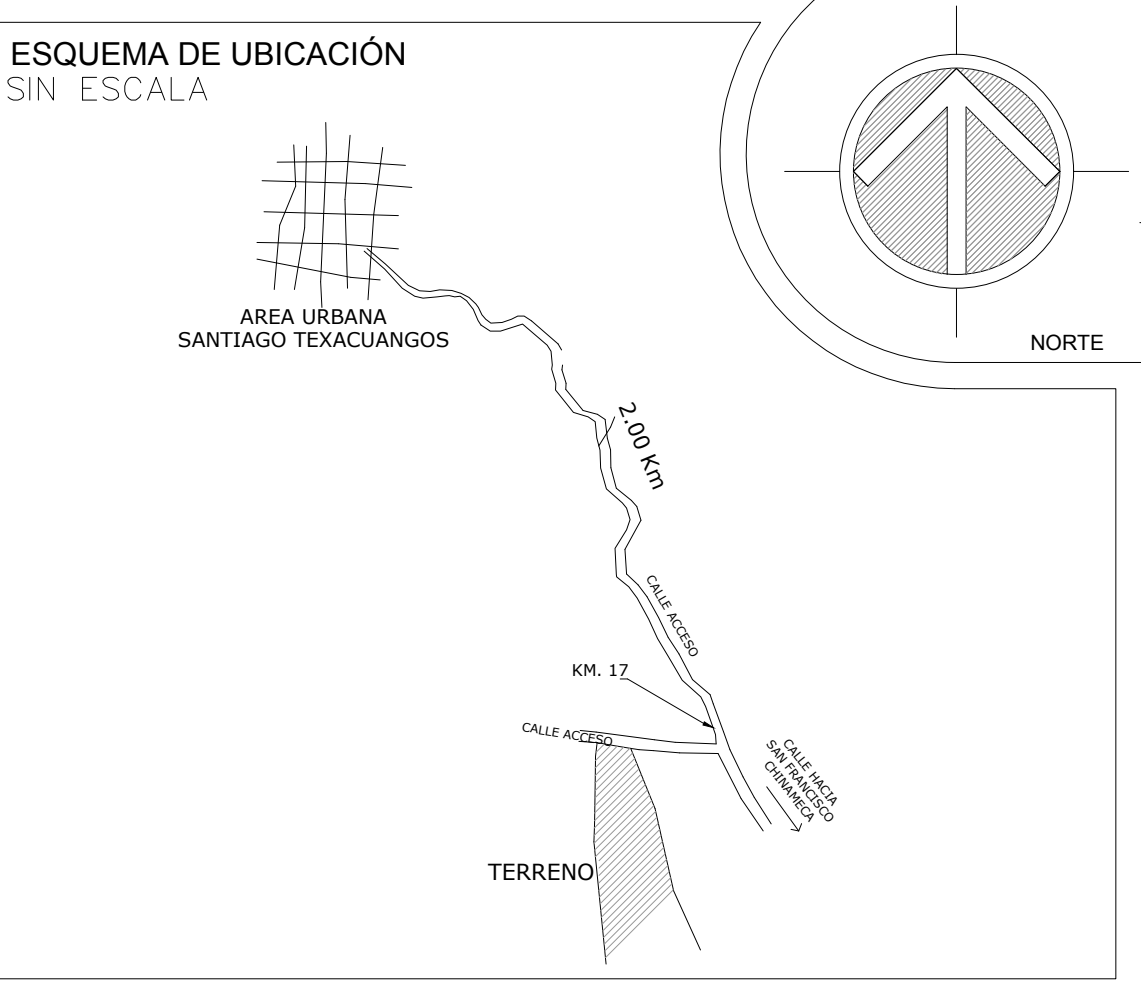 ESQUEMA DE UBICACIÓN
SIN ESCALA
NORTE
AREA URBANA
SANTIAGO TEXACUANGOS
2.00 Km
CALLE ACCESO
KM. 17
CALLE ACCESO
CALLE HACIA
SAN FRANCISCO
CHINAMECA
TERRENO